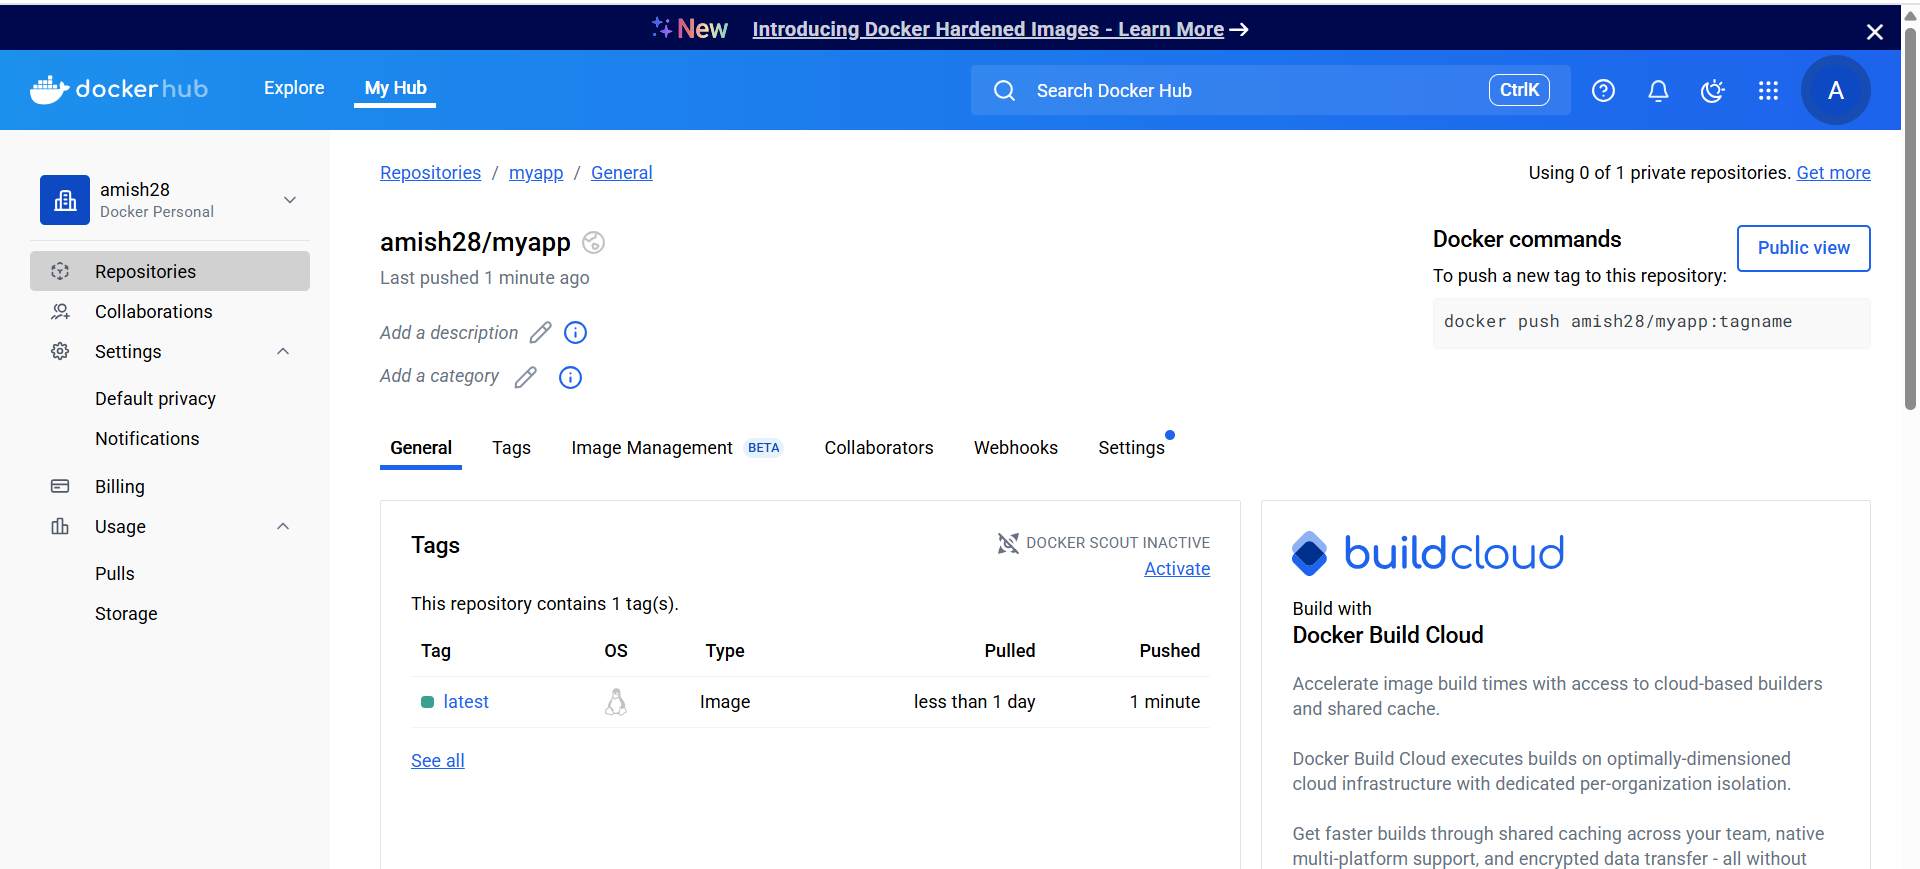 New Introducing Docker Hardened Images - Learn More
docker hub Explore My Hub Search Docker Hub CtrlK A
amish28
Docker Personal
Repositories
Collaborations
Settings
Default privacy
Notifications
Billing
Usage
Pulls
Storage
Repositories / myapp / General
Using 0 of 1 private repositories. Get more
amish28/myapp
Last pushed 1 minute ago
Add a description
Add a category
Docker commands
Public view
To push a new tag to this repository:
docker push amish28/myapp:tagname
General Tags Image Management BETA Collaborators Webhooks Settings
Tags
DOCKER SCOUT INACTIVE
Activate
This repository contains 1 tag(s).
Tag OS Type Pulled Pushed
latest Image less than 1 day 1 minute
See all
buildcloud
Build with
Docker Build Cloud
Accelerate image build times with access to cloud-based builders
and shared cache.
Docker Build Cloud executes builds on optimally-dimensioned
cloud infrastructure with dedicated per-organization isolation.
Get faster builds through shared caching across your team, native
multi-platform support, and encrypted data transfer - all without